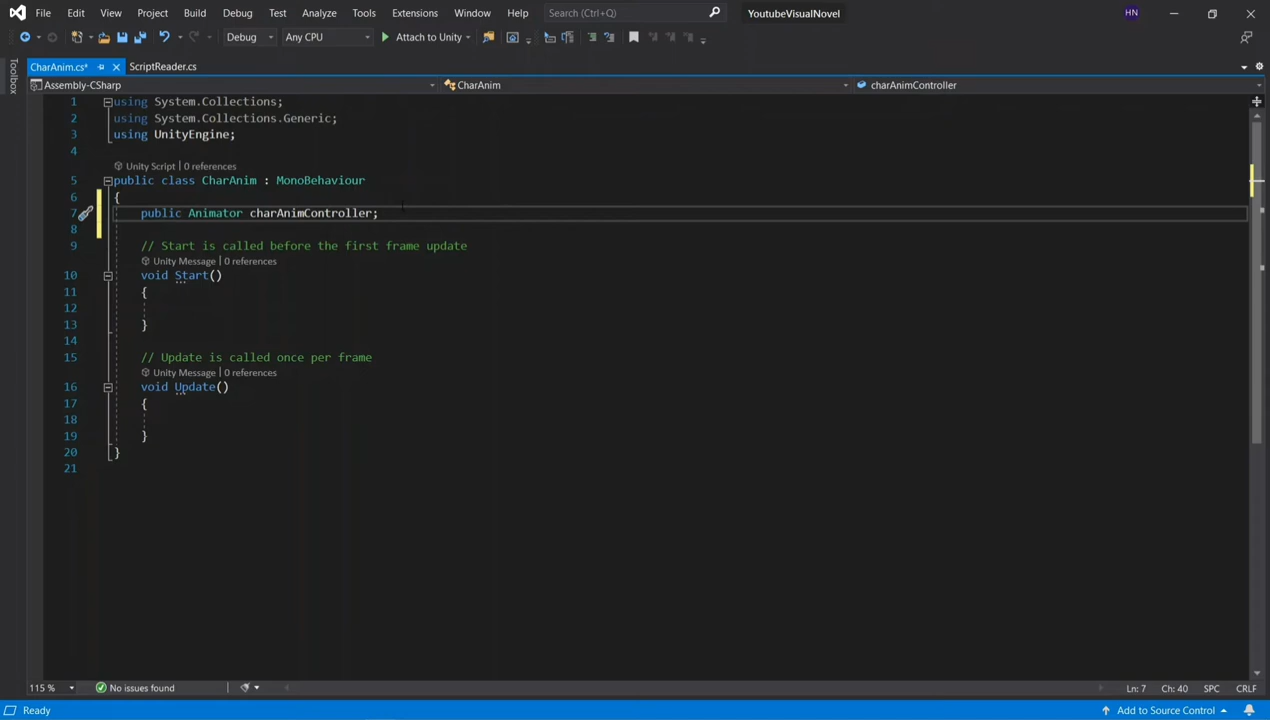 File Edit View Project Build Debug Test Analyze Tools Extensions Window Help Search (Ctrl+Q) YoutubeVisualNovel HN
Debug Any CPU Attach to Unity
Toolbox
CharAnim.cs* ScriptReader.cs
Assembly-CSharp CharAnim charAnimController
1 using System.Collections;
2 using System.Collections.Generic;
3 using UnityEngine;
4
Unity Script | 0 references
5 public class CharAnim : MonoBehaviour
6 {
7 public Animator charAnimController;
8
9 // Start is called before the first frame update
Unity Message | 0 references
10 void Start()
11 {
12
13 }
14
15 // Update is called once per frame
Unity Message | 0 references
16 void Update()
17 {
18
19 }
20 }
21
115 % No issues found Ln: 7 Ch: 40 SPC CRLF
Ready Add to Source Control